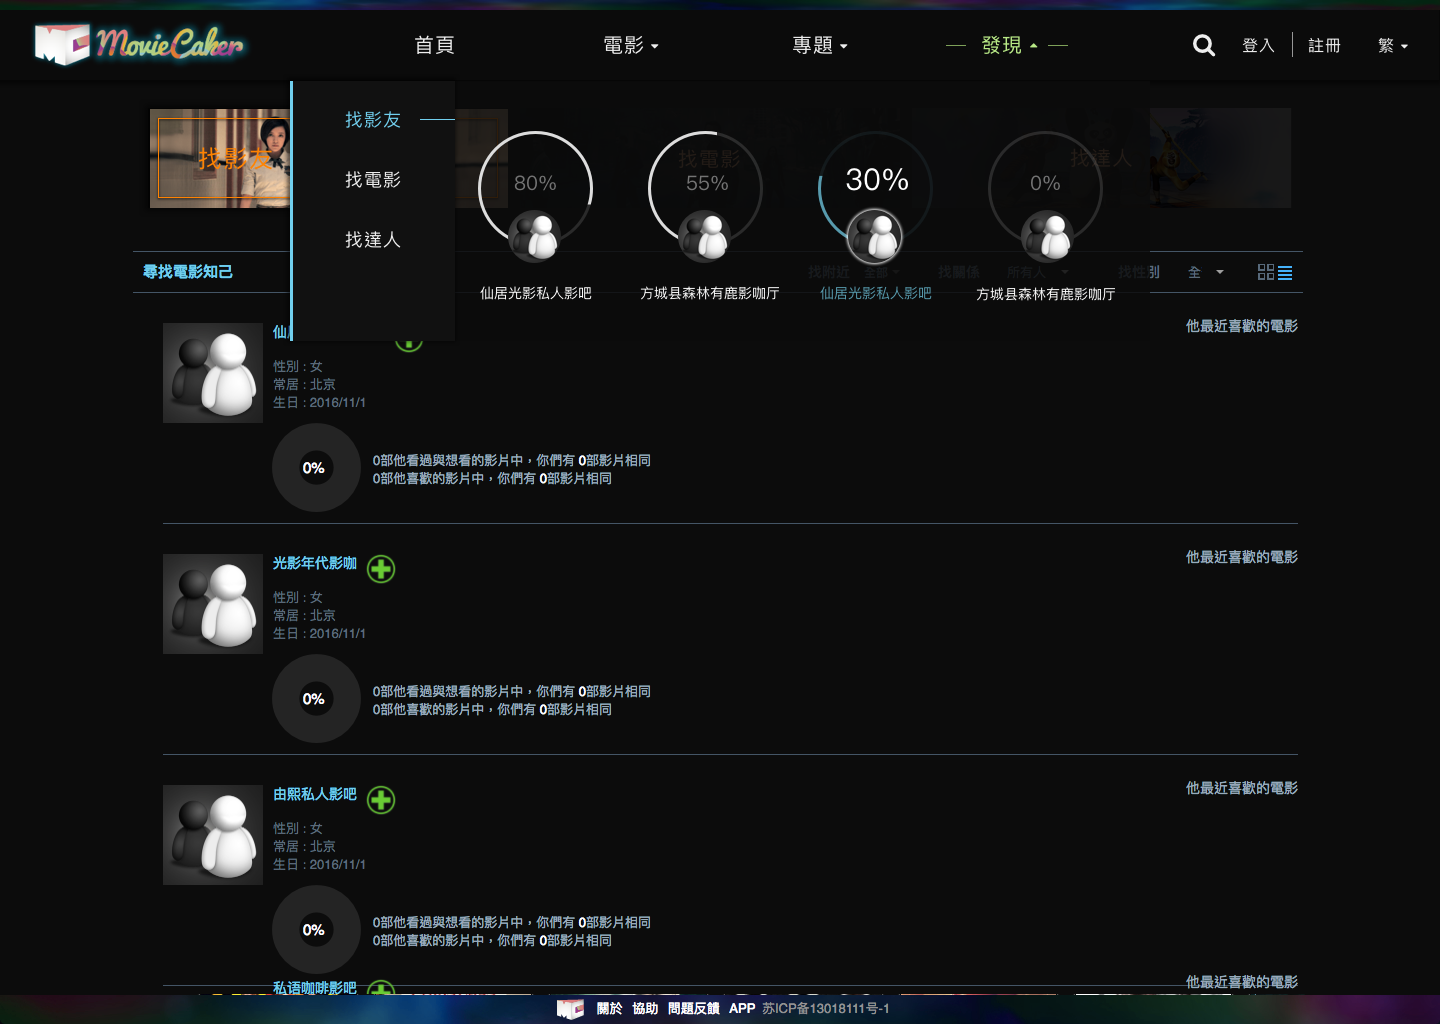 MovieCaker
首頁
電影
專題
發現
登入
註冊
繁
找影友
找電影
找達人
找影友
找電影
找達人
80%
55%
30%
0%
仙居光影私人影吧
方城县森林有鹿影咖厅
仙居光影私人影吧
方城县森林有鹿影咖厅
尋找電影知己
找附近
全部
找關係
所有人
找性別
全
仙
他最近喜歡的電影
性別 : 女
常居 : 北京
生日 : 2016/11/1
0%
0部他看過與想看的影片中，你們有 0部影片相同
0部他喜歡的影片中，你們有 0部影片相同
光影年代影咖
他最近喜歡的電影
性別 : 女
常居 : 北京
生日 : 2016/11/1
0%
0部他看過與想看的影片中，你們有 0部影片相同
0部他喜歡的影片中，你們有 0部影片相同
由熙私人影吧
他最近喜歡的電影
性別 : 女
常居 : 北京
生日 : 2016/11/1
0%
0部他看過與想看的影片中，你們有 0部影片相同
0部他喜歡的影片中，你們有 0部影片相同
私语咖啡影吧
他最近喜歡的電影
關於 協助 問題反饋 APP 苏ICP备13018111号-1